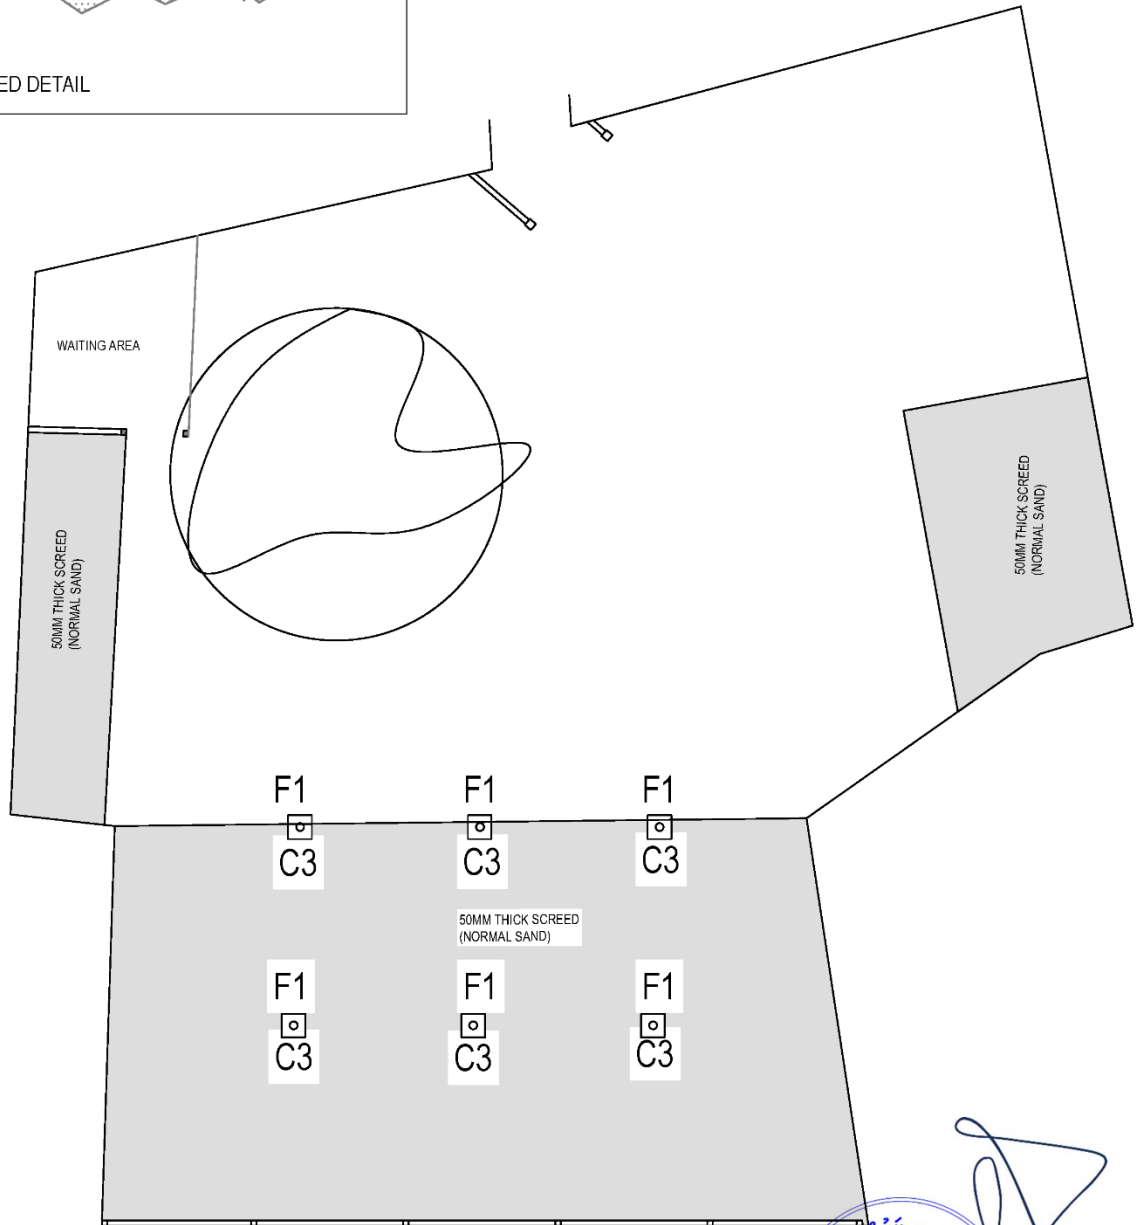 ED DETAIL
WAITING AREA
50MM THICK SCREED
(NORMAL SAND)
50MM THICK SCREED
(NORMAL SAND)
F1 F1 F1
C3 C3 C3
50MM THICK SCREED
(NORMAL SAND)
F1 F1 F1
C3 C3 C3